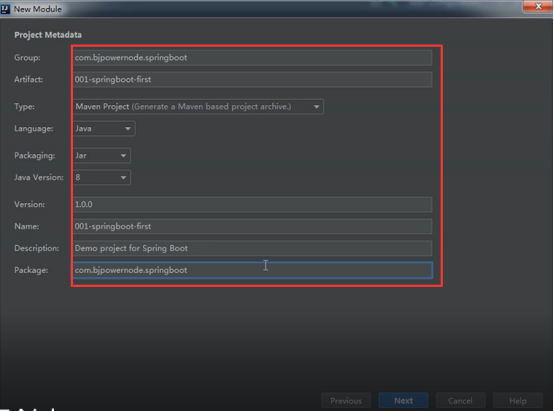 New Module
Project Metadata
Group: com.bjpowernode.springboot
Artifact: 001-springboot-first
Type: Maven Project (Generate a Maven based project archive.)
Language: Java
Packaging: Jar
Java Version: 8
Version: 1.0.0
Name: 001-springboot-first
Description: Demo project for Spring Boot
Package: com.bjpowernode.springboot
Previous Next Cancel Help